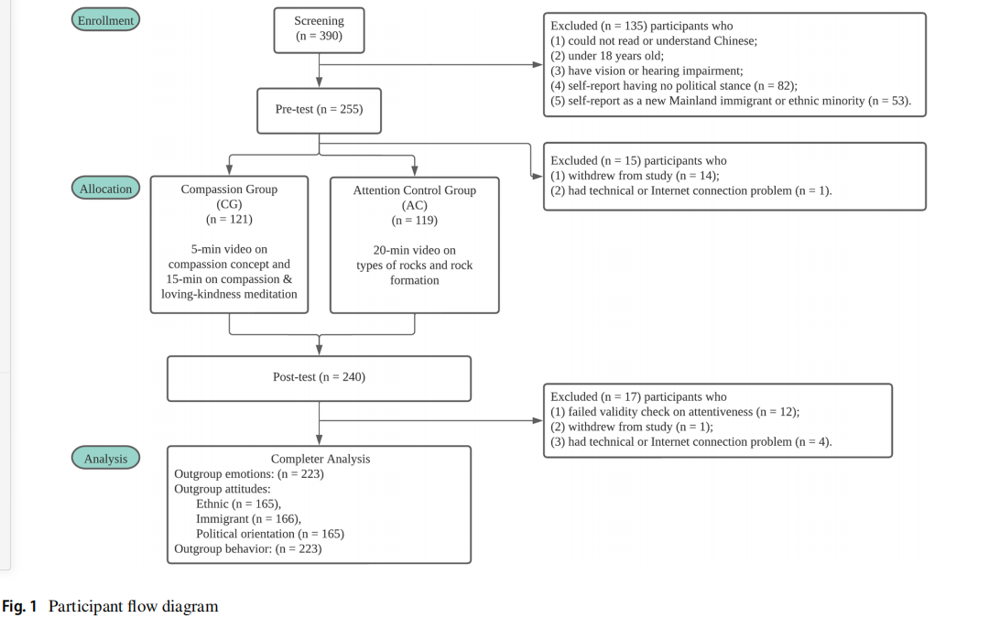 Enrollment
Screening
(n = 390)
Excluded (n = 135) participants who
(1) could not read or understand Chinese;
(2) under 18 years old;
(3) have vision or hearing impairment;
(4) self-report having no political stance (n = 82);
(5) self-report as a new Mainland immigrant or ethnic minority (n = 53).
Pre-test (n = 255)
Excluded (n = 15) participants who
(1) withdrew from study (n = 14);
(2) had technical or Internet connection problem (n = 1).
Allocation
Compassion Group
(CG)
(n = 121)
5-min video on
compassion concept and
15-min on compassion &
loving-kindness meditation
Attention Control Group
(AC)
(n = 119)
20-min video on
types of rocks and rock
formation
Post-test (n = 240)
Excluded (n = 17) participants who
(1) failed validity check on attentiveness (n = 12);
(2) withdrew from study (n = 1);
(3) had technical or Internet connection problem (n = 4).
Analysis
Completer Analysis
Outgroup emotions: (n = 223)
Outgroup attitudes:
Ethnic (n = 165),
Immigrant (n = 166),
Political orientation (n = 165)
Outgroup behavior: (n = 223)
Fig. 1 Participant flow diagram